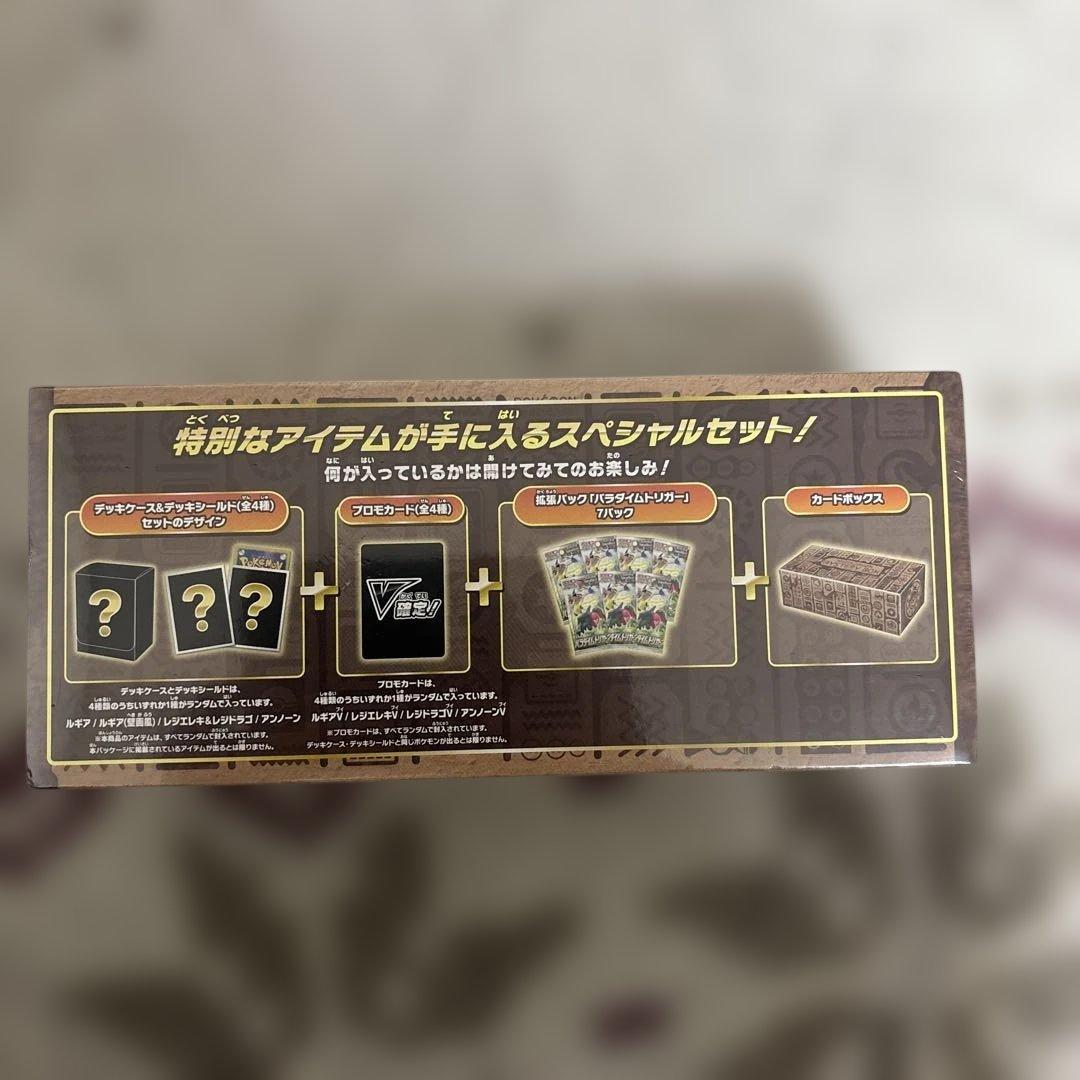 特別なアイテムが手に入るスペシャルセット!
何が入っているかは開けてみてのお楽しみ!
デッキケース&デッキシールド(全4種)
セットのデザイン
POKÉMON
プロモカード(全4種)
V確定!!
拡張パック「パラダイムトリガー」
7パック
パラダイムトリガー
カードボックス
デッキケースとデッキシールドは、
4種類のうちいずれか1種がランダムで入っています。
ルギア / ルギア(壁画風) / レジエレキ&レジドラゴ / アンノーン
※本商品のアイテムは、すべてランダムで封入されています。
本パッケージに掲載されているアイテムが出るとは限りません。
プロモカードは、
4種類のうちいずれか1種がランダムで入っています。
ルギアV / レジエレキV / レジドラゴV / アンノーンV
※プロモカードは、すべてランダムで封入されています。
デッキケース・デッキシールドと同じポケモンが出るとは限りません。